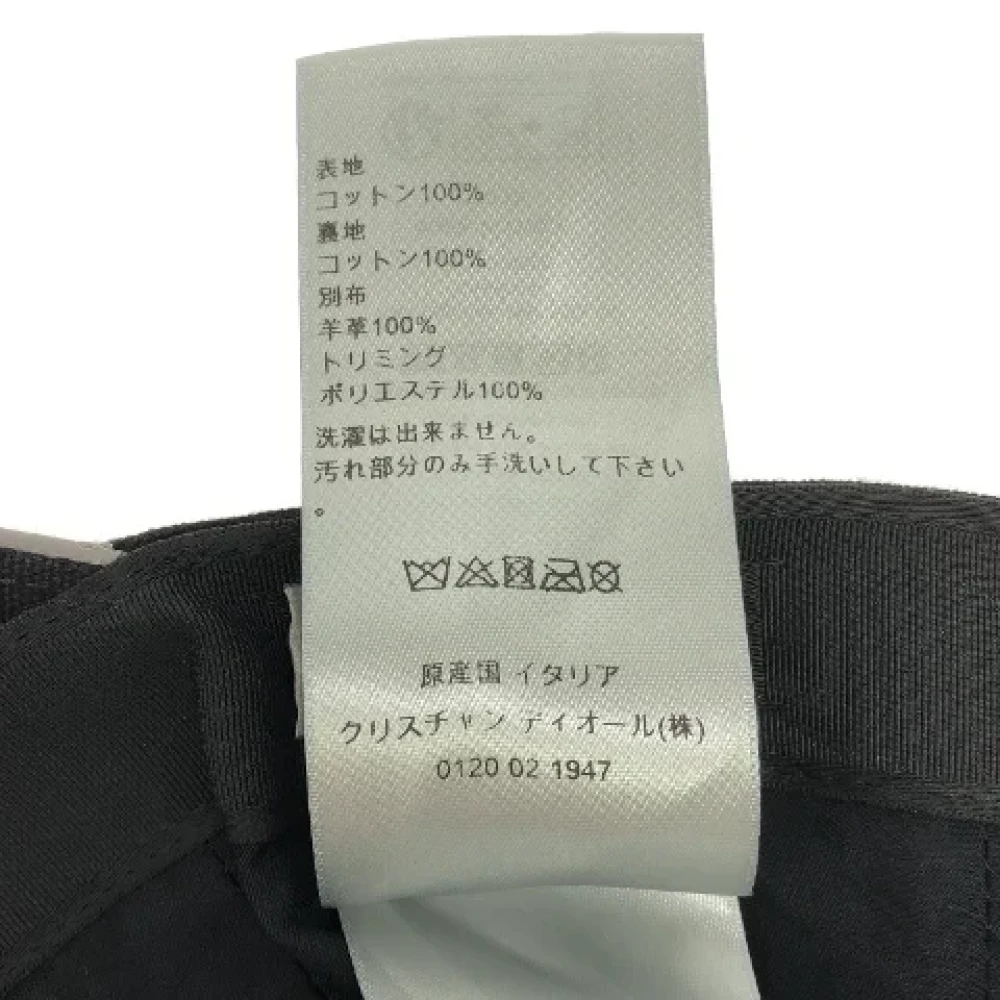 表地
コットン100%
裏地
コットン100%
別布
羊革100%
トリミング
ポリエステル100%
洗濯は出来ません。
汚れ部分のみ手洗いして下さい
。
原産国 イタリア
クリスチャン ディオール(株)
0120 02 1947